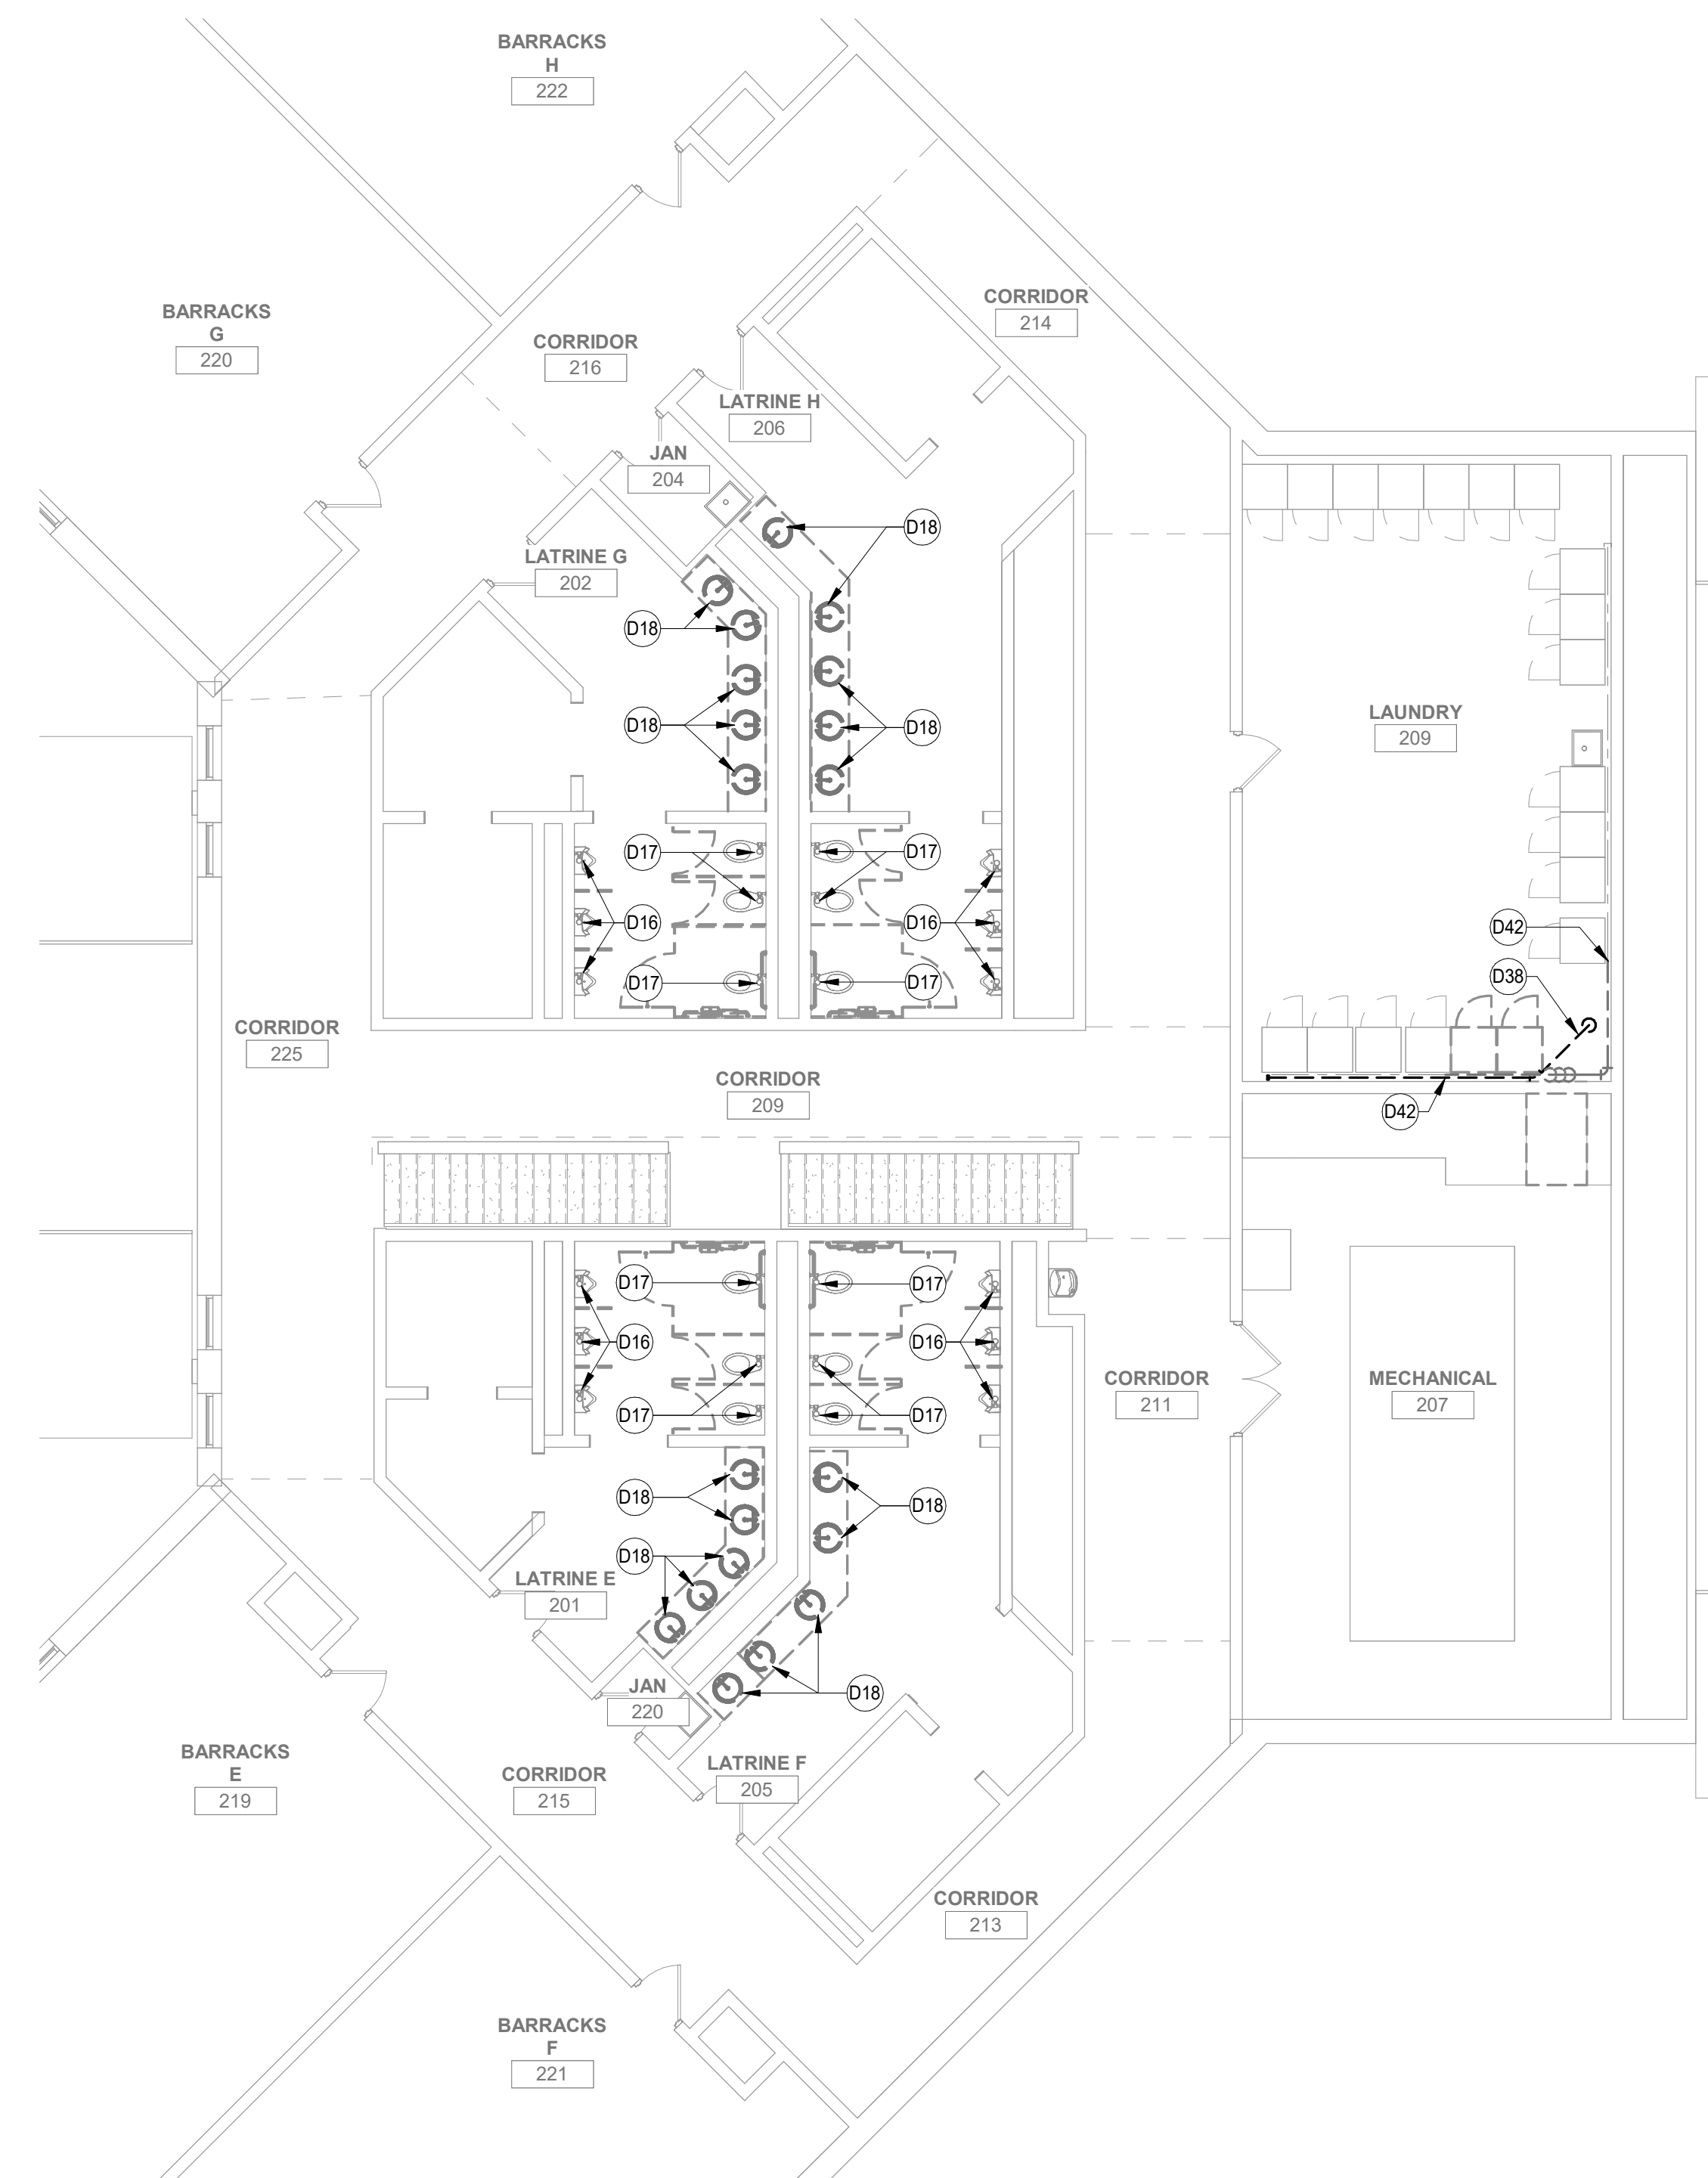 BARRACKS
H
222
BARRACKS
G
220
CORRIDOR
216
CORRIDOR
214
LATRINE H
206
JAN
204
LATRINE G
202
D18
D18
D18
D18
LAUNDRY
209
D17
D17
D16
D16
D17
D17
D42
D38
D42
CORRIDOR
225
CORRIDOR
209
D17
D17
D16
D16
D17
D17
CORRIDOR
211
MECHANICAL
207
D18
D18
D18
LATRINE E
201
JAN
220
D18
BARRACKS
E
219
CORRIDOR
215
LATRINE F
205
CORRIDOR
213
BARRACKS
F
221